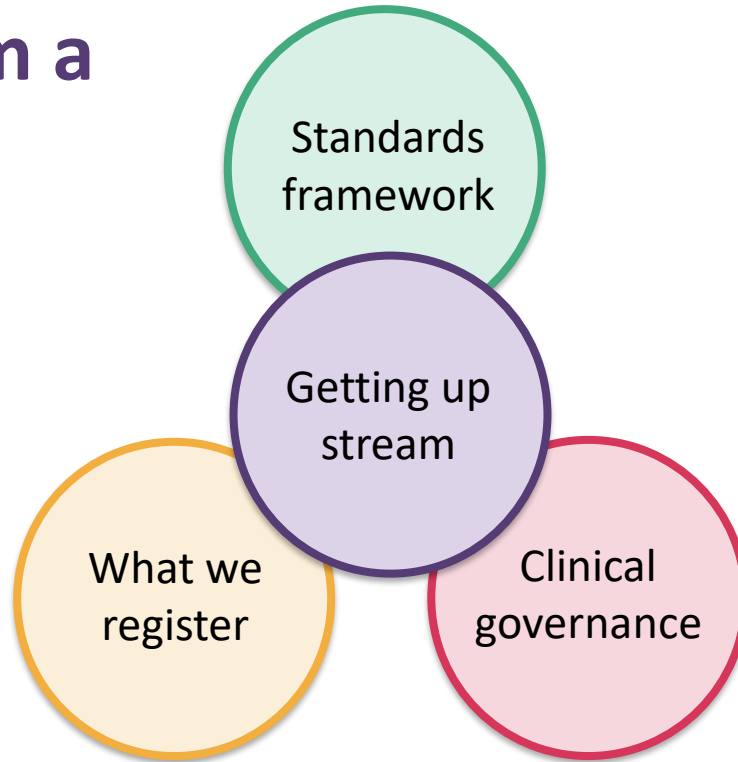 m a
Standards
framework
Getting up
stream
What we
register
Clinical
governance